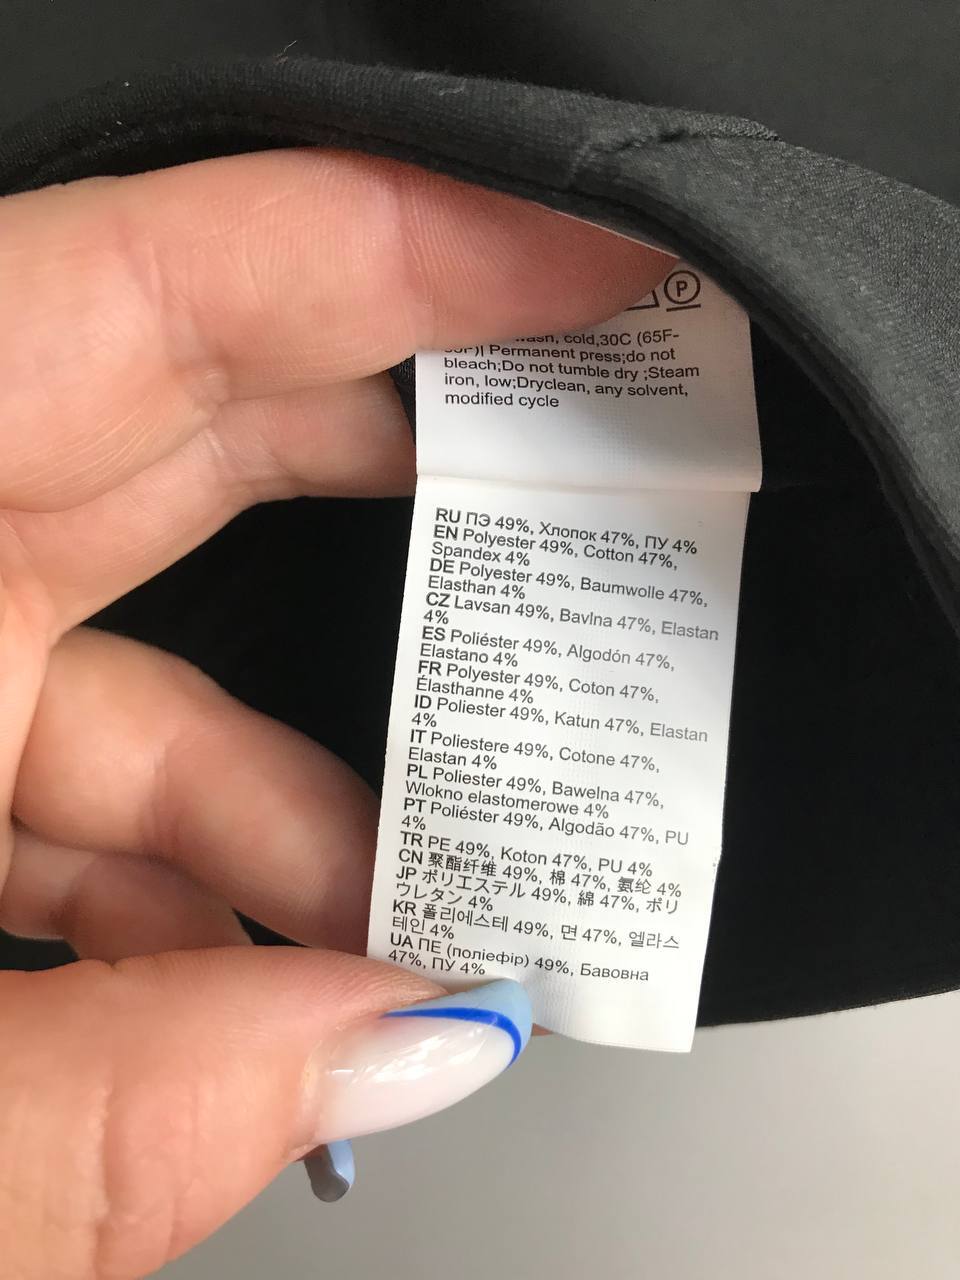 P
cold,30C (65F-
Permanent press;do not
bleach;Do not tumble dry ;Steam
iron, low;Dryclean, any solvent,
modified cycle
RU ПЭ 49%, Хлопок 47%, ПУ 4%
EN Polyester 49%, Cotton 47%,
Spandex 4%
DE Polyester 49%, Baumwolle 47%,
Elasthan 4%
CZ Lavsan 49%, Bavlna 47%, Elastan
4%
ES Poliéster 49%, Algodón 47%,
Elastano 4%
FR Polyester 49%, Coton 47%,
Élasthanne 4%
ID Poliester 49%, Katun 47%, Elastan
4%
IT Poliestere 49%, Cotone 47%,
Elastan 4%
PL Poliester 49%, Bawelna 47%,
Wlokno elastomerowe 4%
PT Poliéster 49%, Algodão 47%, PU
4%
TR PE 49%, Koton 47%, PU 4%
CN 聚酯纤维 49%, 棉 47%, 氨纶 4%
JP ポリエステル 49%, 綿 47%, ポリ
ウレタン 4%
KR 폴리에스테 49%, 면 47%, 엘라스
테인 4%
UA ПЕ (поліефір) 49%, Бавовна
47%, ПУ 4%